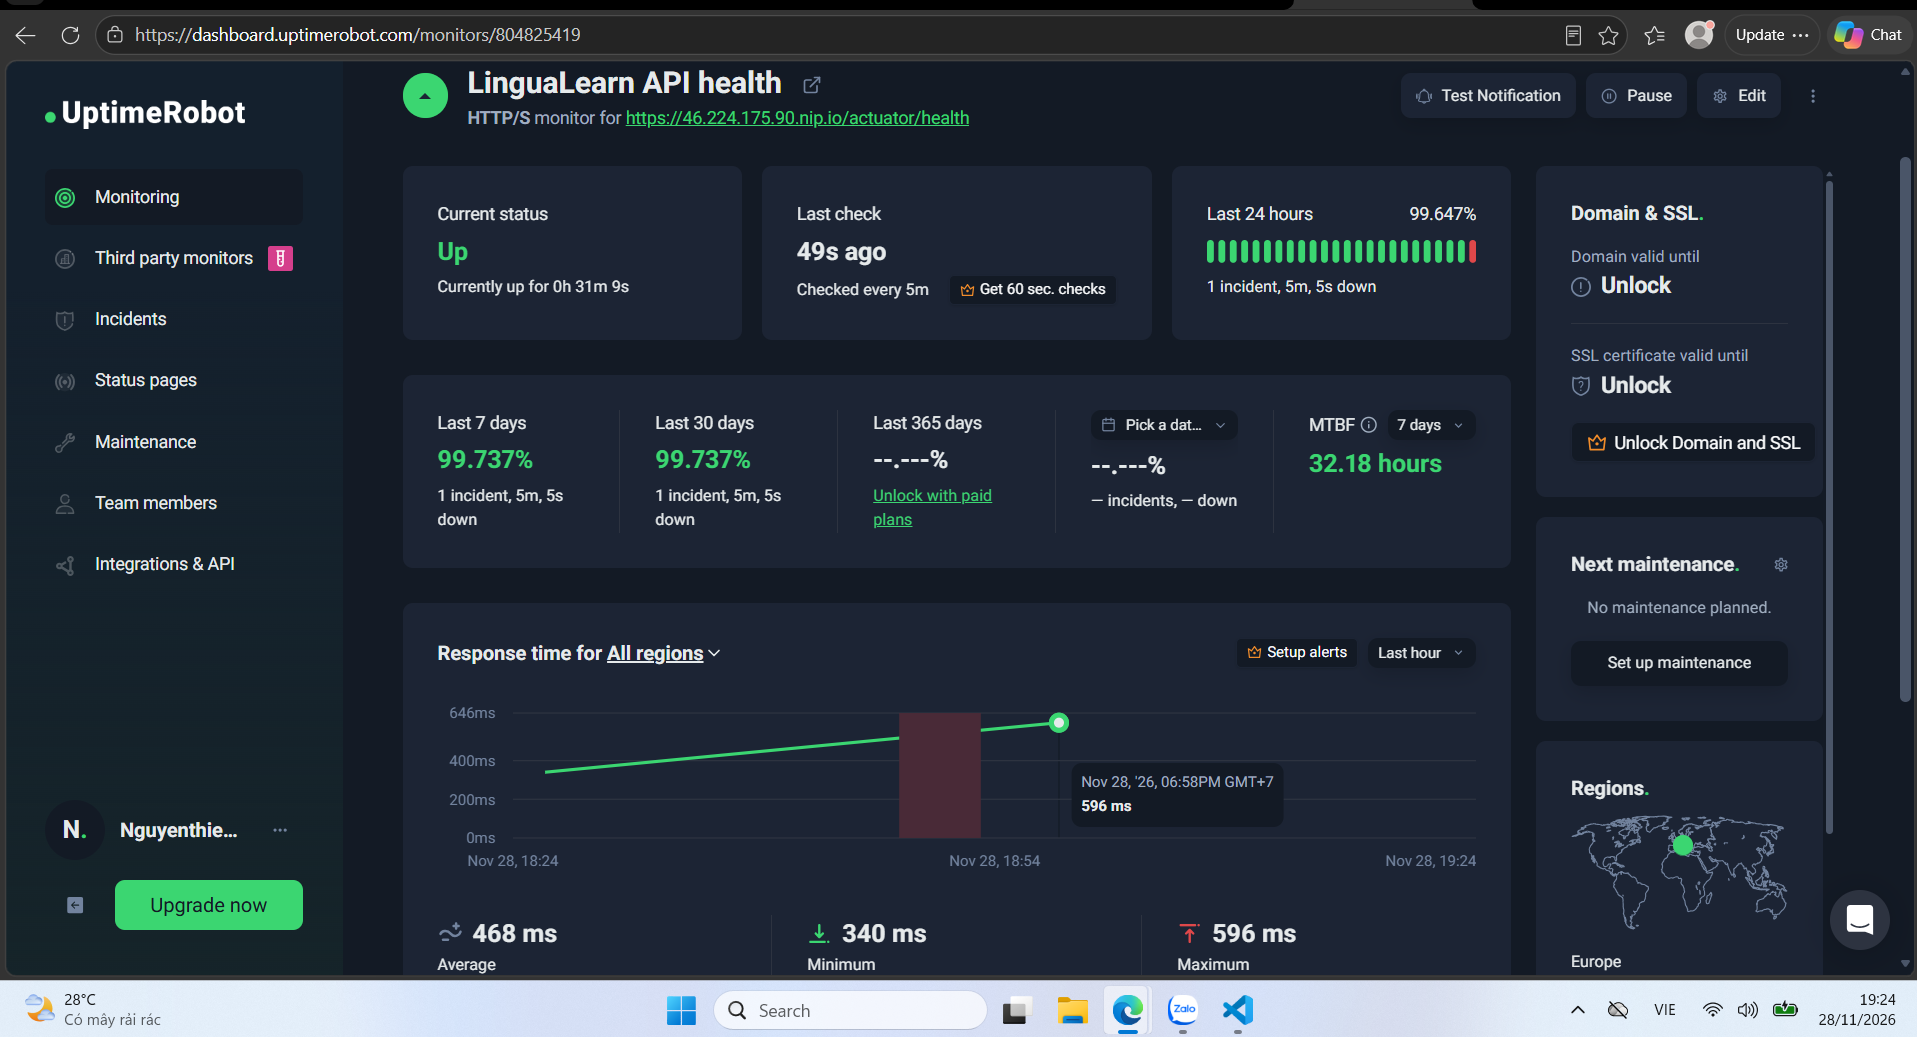 https://dashboard.uptimerobot.com/monitors/804825419
Update
Chat
UptimeRobot
Monitoring
Third party monitors
Incidents
Status pages
Maintenance
Team members
Integrations & API
N.
Nguyenthie...
Upgrade now
LinguaLearn API health
HTTP/S monitor for https://46.224.175.90.nip.io/actuator/health
Test Notification
Pause
Edit
Current status
Up
Currently up for 0h 31m 9s
Last check
49s ago
Checked every 5m
Get 60 sec. checks
Last 24 hours
99.647%
1 incident, 5m, 5s down
Last 7 days
99.737%
1 incident, 5m, 5s
down
Last 30 days
99.737%
1 incident, 5m, 5s
down
Last 365 days
--.---%
Unlock with paid
plans
Pick a dat...
--.---%
— incidents, — down
MTBF
7 days
32.18 hours
Response time for All regions
Setup alerts
Last hour
646ms
400ms
200ms
0ms
Nov 28, 18:24
Nov 28, 18:54
Nov 28, 19:24
Nov 28, '26, 06:58PM GMT+7
596 ms
468 ms
Average
340 ms
Minimum
596 ms
Maximum
Domain & SSL.
Domain valid until
Unlock
SSL certificate valid until
Unlock
Unlock Domain and SSL
Next maintenance.
No maintenance planned.
Set up maintenance
Regions.
Europe
28°C
Có mây rải rác
Search
Zalo
VIE
19:24
28/11/2026